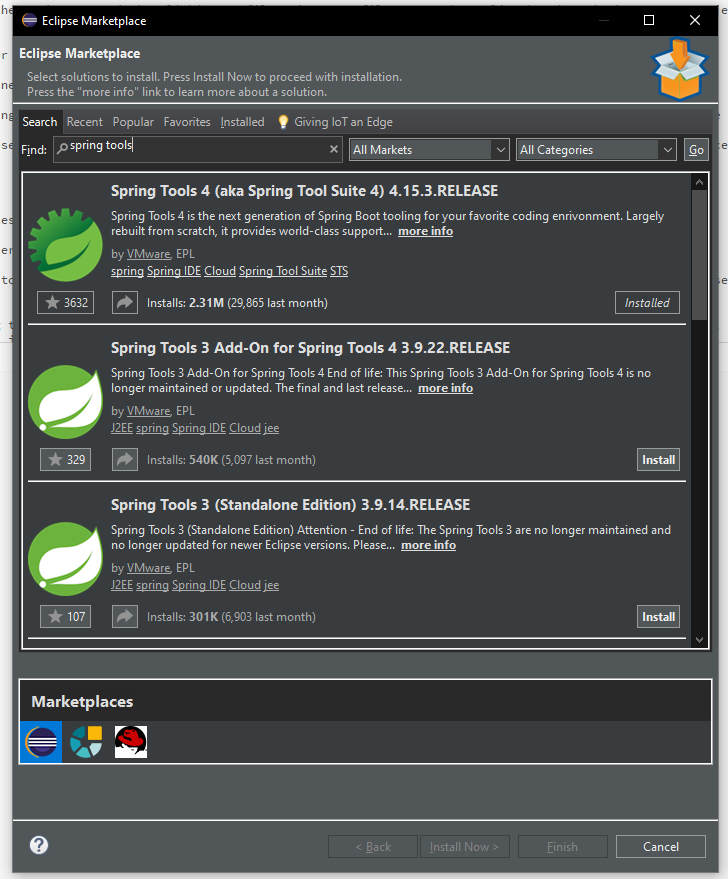 Eclipse Marketplace
Eclipse Marketplace
Select solutions to install. Press Install Now to proceed with installation.
Press the "more info" link to learn more about a solution.
Search Recent Popular Favorites Installed Giving IoT an Edge
Find: spring tools All Markets All Categories Go
Spring Tools 4 (aka Spring Tool Suite 4) 4.15.3.RELEASE
Spring Tools 4 is the next generation of Spring Boot tooling for your favorite coding enrivonment. Largely
rebuilt from scratch, it provides world-class support... more info
by VMware, EPL
spring Spring IDE Cloud Spring Tool Suite STS
3632 Installs: 2.31M (29,865 last month) Installed
Spring Tools 3 Add-On for Spring Tools 4 3.9.22.RELEASE
Spring Tools 3 Add-On for Spring Tools 4 End of life: This Spring Tools 3 Add-On for Spring Tools 4 is no
longer maintained or updated. The final and last release... more info
by VMware, EPL
J2EE spring Spring IDE Cloud jee
329 Installs: 540K (5,097 last month) Install
Spring Tools 3 (Standalone Edition) 3.9.14.RELEASE
Spring Tools 3 (Standalone Edition) Attention - End of life: The Spring Tools 3 are no longer maintained and
no longer updated for newer Eclipse versions. Please... more info
by VMware, EPL
J2EE spring Spring IDE Cloud jee
107 Installs: 301K (6,903 last month) Install
Marketplaces
? < Back Install Now > Finish Cancel